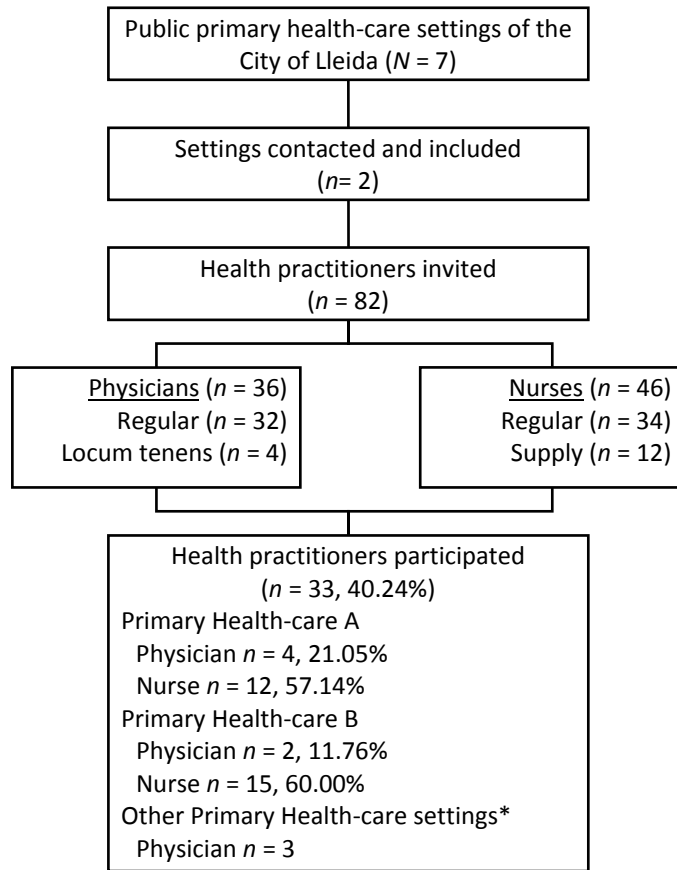 Public primary health-care settings of the
City of Lleida (N = 7)
Settings contacted and included
(n= 2)
Health practitioners invited
(n = 82)
Physicians (n = 36)
Regular (n = 32)
Locum tenens (n = 4)
Nurses (n = 46)
Regular (n = 34)
Supply (n = 12)
Health practitioners participated
(n = 33, 40.24%)
Primary Health-care A
Physician n = 4, 21.05%
Nurse n = 12, 57.14%
Primary Health-care B
Physician n = 2, 11.76%
Nurse n = 15, 60.00%
Other Primary Health-care settings*
Physician n = 3